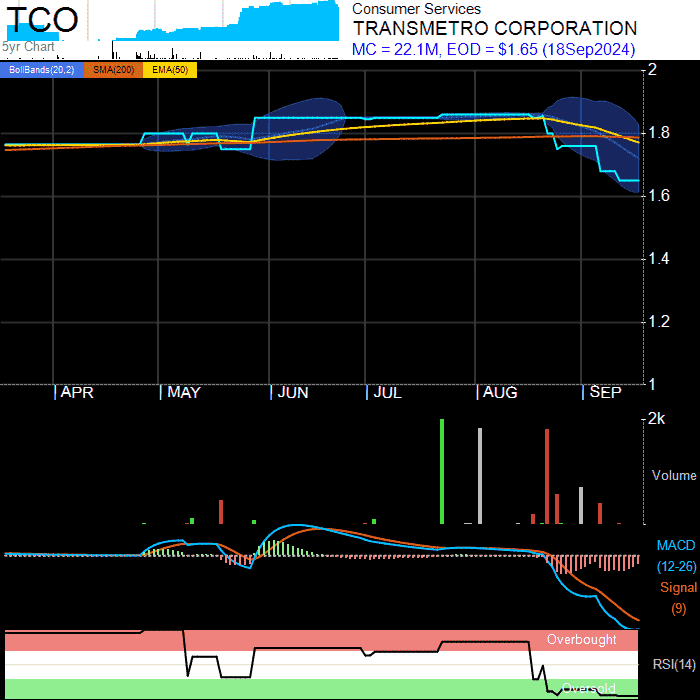 TCO
5yr Chart
Consumer Services
TRANSMETRO CORPORATION
MC = 22.1M, EOD = $1.65 (18Sep2024)
BollBands(20,2) SMA(200) EMA(50)
2
1.8
1.6
1.4
1.2
1
APR MAY JUN JUL AUG SEP
2k
Volume
MACD
(12-26)
Signal
(9)
Overbought
RSI(14)
Oversold